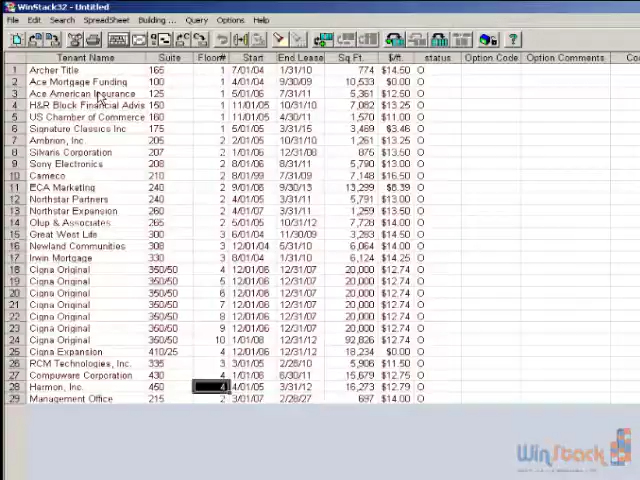 WinStack32 - Untitled
File Search SpreadSheet Building ... Query Options Help
Tenant Name Suite Floor# Start End Lease Sq Ft. $/ft. status Option Code Option Comments
1 Archer Title 165 1 7/01/04 1/31/10 774 $14.50 O
2 Ace Mortgage Funding 100 1 4/01/04 9/30/09 10,533 $0.00 O
3 Ace American Insurance 125 1 5/01/06 7/31/11 5,361 $12.50 O
4 H&R Block Financial Advis 150 1 11/01/05 10/31/10 7,082 $13.25 O
5 US Chamber of Commerce 160 1 11/01/05 4/31/10 1,570 $11.00 O
6 Signature Classics Inc 155 1 5/01/05 3/31/15 3,469 $3.46 O
7 Ambrion, Inc. 205 2 2/01/05 10/31/10 1,261 $13.25 O
8 Silvaris Corporation 207 2 1/01/06 12/31/08 875 $13.50 O
9 Sony Electronics 208 2 9/01/06 8/31/11 5,790 $13.00 O
10 Cameco 210 2 8/01/99 7/31/09 7,148 $16.50 O
11 ECA Marketing 240 2 9/01/08 9/30/13 13,299 $6.39 O
12 Northstar Partners 240 2 4/01/05 3/31/11 5,791 $13.00 O
13 Northstar Expansion 260 2 4/01/07 3/31/11 1,259 $13.50 O
14 Olup & Associates 265 2 5/01/05 10/31/12 7,728 $14.00 O
15 Great West Life 300 3 6/01/04 11/30/09 3,283 $14.50 O
16 Newland Communities 308 3 12/01/04 5/31/10 6,064 $14.00 O
17 Irwin Mortgage 330 3 8/01/04 1/31/10 6,124 $14.25 O
18 Cigna Original 350/50 4 12/01/06 12/31/07 20,000 $12.74 O
19 Cigna Original 350/50 5 12/01/06 12/31/07 20,000 $12.74 O
20 Cigna Original 350/50 6 12/01/06 12/31/07 20,000 $12.74 O
21 Cigna Original 350/50 7 12/01/06 12/31/07 20,000 $12.74 O
22 Cigna Original 350/50 8 12/01/06 12/31/07 20,000 $12.74 O
23 Cigna Original 350/50 9 12/01/06 12/31/07 20,000 $12.74 O
24 Cigna Original 350/50 10 1/01/08 12/31/12 92,826 $12.74 O
25 Cigna Expansion 410/25 4 12/01/06 12/31/12 18,234 $0.00 O
26 RCM Technologies, Inc. 335 3 3/01/05 2/28/10 5,906 $11.50 O
27 Compuware Corporation 430 4 1/01/06 6/30/11 15,679 $12.75 O
28 Harmon, Inc. 450 4 4/01/05 3/31/12 16,273 $12.79 O
29 Management Office 215 2 3/01/07 2/28/27 697 $14.00 O
WinStack